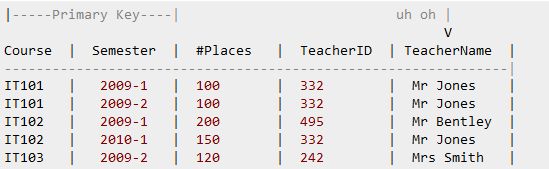 |-----Primary Key----|                           uh oh |
                                                       V
Course  |  Semester  |  #Places  |  TeacherID  | TeacherName  |
---------------------------------------------------------------|
IT101   |   2009-1   |  100      |  332        |  Mr Jones    |
IT101   |   2009-2   |  100      |  332        |  Mr Jones    |
IT102   |   2009-1   |  200      |  495        |  Mr Bentley  |
IT102   |   2010-1   |  150      |  332        |  Mr Jones    |
IT103   |   2009-2   |  120      |  242        |  Mrs Smith   |